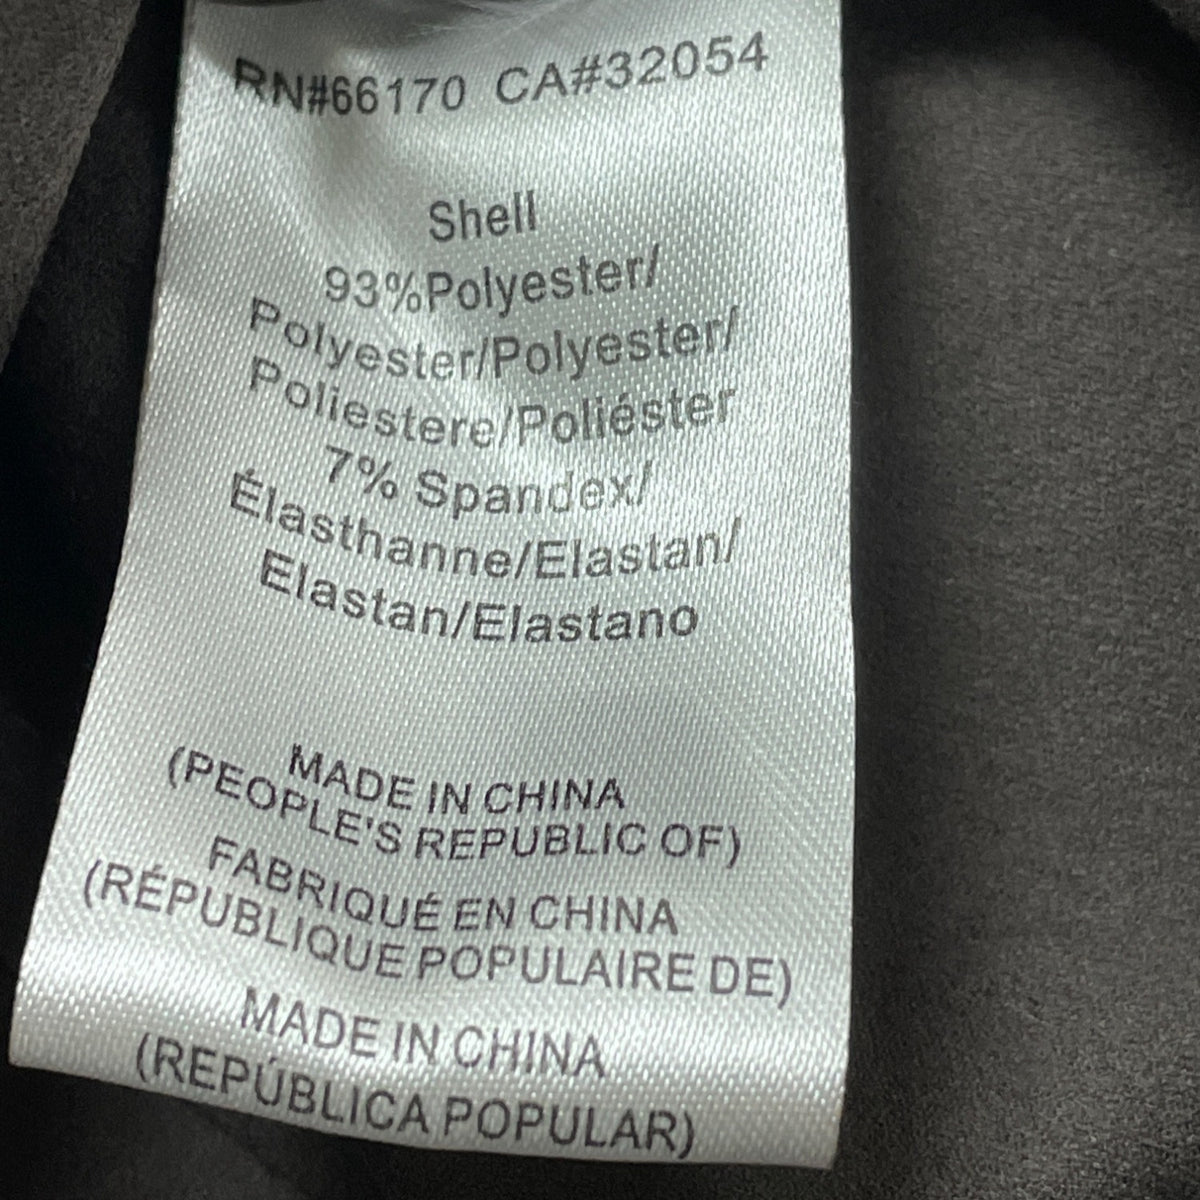 RN#66170 CA#32054
Shell
93%Polyester/
Polyester/Polyester/
Poliestere/Poliéster
7% Spandex/
Élasthanne/Elastan/
Elastan/Elastano
MADE IN CHINA
(PEOPLE'S REPUBLIC OF)
FABRIQUÉ EN CHINA
(RÉPUBLIQUE POPULAIRE DE)
MADE IN CHINA
(REPÚBLICA POPULAR)